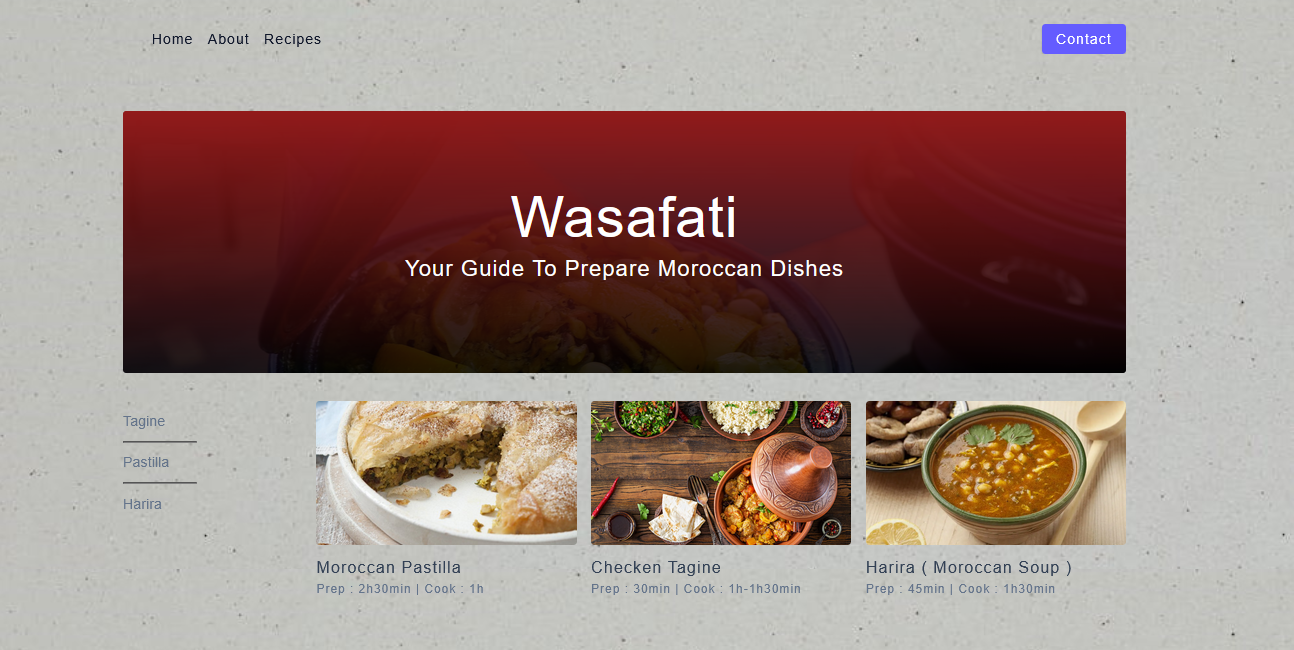 Home About Recipes Contact
Wasafati
Your Guide To Prepare Moroccan Dishes
Tagine
Pastilla
Harira
Moroccan Pastilla
Prep : 2h30min | Cook : 1h
Checken Tagine
Prep : 30min | Cook : 1h-1h30min
Harira ( Moroccan Soup )
Prep : 45min | Cook : 1h30min